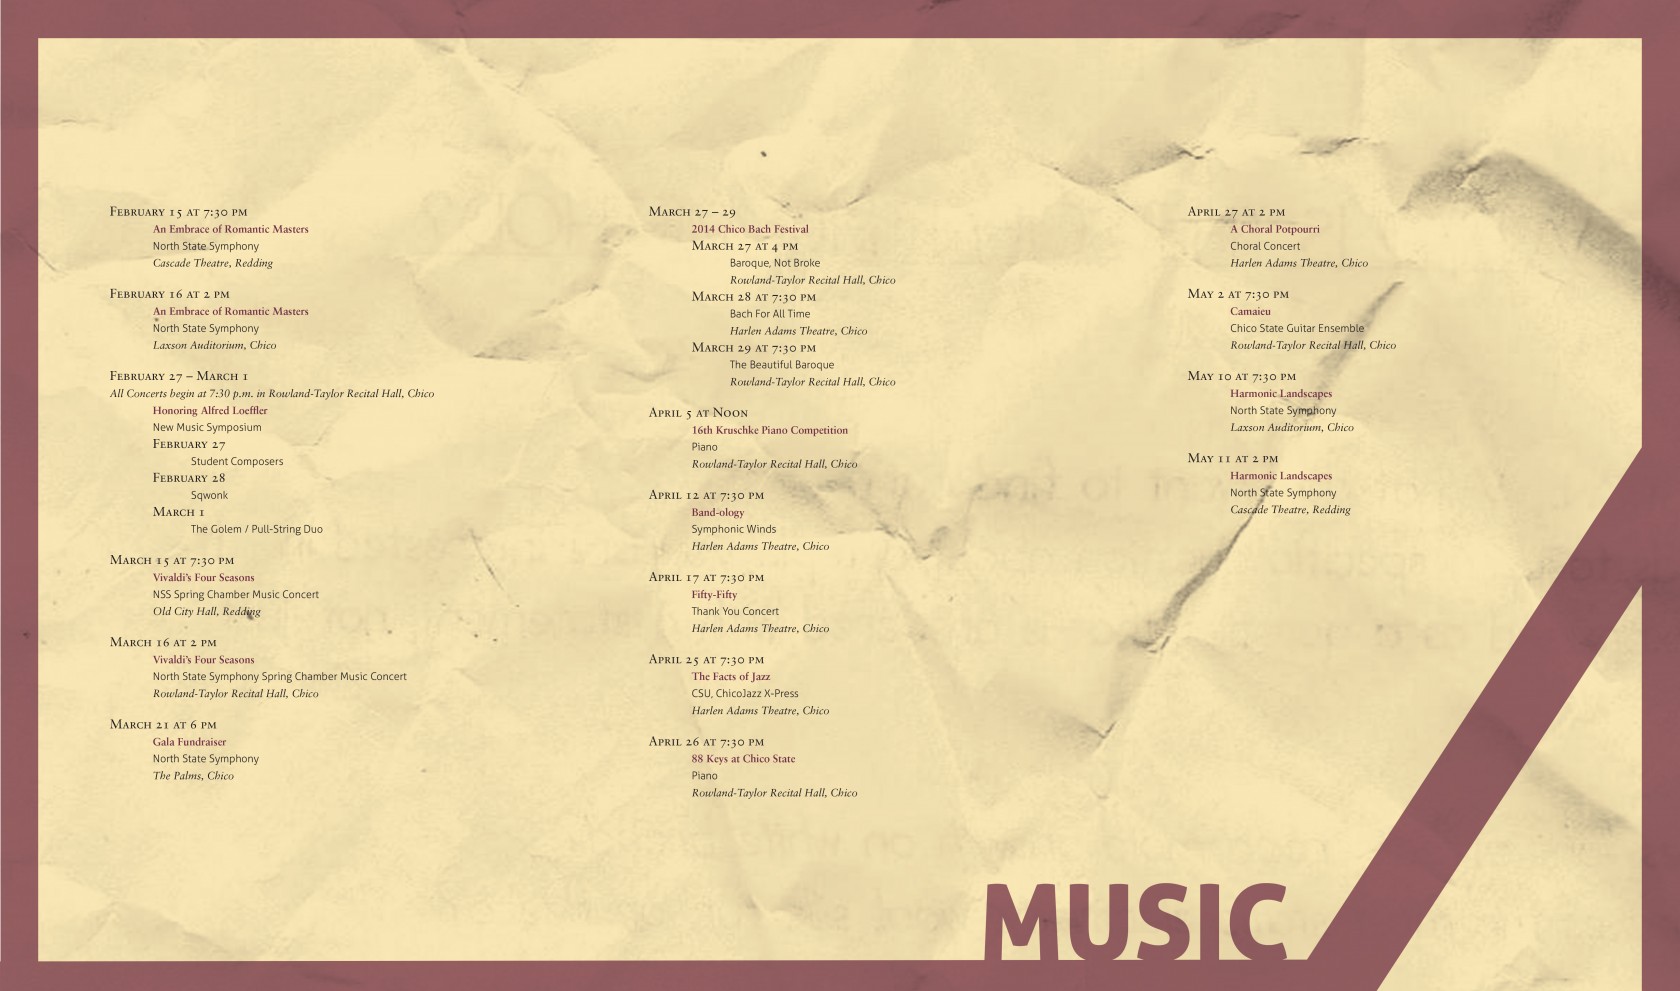 February 15 at 7:30 pm
An Embrace of Romantic Masters
North State Symphony
Cascade Theatre, Redding
February 16 at 2 pm
An Embrace of Romantic Masters
North State Symphony
Laxson Auditorium, Chico
February 27 – March 1
All Concerts begin at 7:30 p.m. in Rowland-Taylor Recital Hall, Chico
Honoring Alfred Loeffler
New Music Symposium
February 27
Student Composers
February 28
Sqwonk
March 1
The Golem / Pull-String Duo
March 15 at 7:30 pm
Vivaldi's Four Seasons
NSS Spring Chamber Music Concert
Old City Hall, Redding
March 16 at 2 pm
Vivaldi's Four Seasons
North State Symphony Spring Chamber Music Concert
Rowland-Taylor Recital Hall, Chico
March 21 at 6 pm
Gala Fundraiser
North State Symphony
The Palms, Chico
March 27 – 29
2014 Chico Bach Festival
March 27 at 4 pm
Baroque, Not Broke
Rowland-Taylor Recital Hall, Chico
March 28 at 7:30 pm
Bach For All Time
Harlen Adams Theatre, Chico
March 29 at 7:30 pm
The Beautiful Baroque
Rowland-Taylor Recital Hall, Chico
April 5 at Noon
16th Kruschke Piano Competition
Piano
Rowland-Taylor Recital Hall, Chico
April 12 at 7:30 pm
Band-ology
Symphonic Winds
Harlen Adams Theatre, Chico
April 17 at 7:30 pm
Fifty-Fifty
Thank You Concert
Harlen Adams Theatre, Chico
April 25 at 7:30 pm
The Facts of Jazz
CSU, ChicoJazz X-Press
Harlen Adams Theatre, Chico
April 26 at 7:30 pm
88 Keys at Chico State
Piano
Rowland-Taylor Recital Hall, Chico
April 27 at 2 pm
A Choral Potpourri
Choral Concert
Harlen Adams Theatre, Chico
May 2 at 7:30 pm
Camaieu
Chico State Guitar Ensemble
Rowland-Taylor Recital Hall, Chico
May 10 at 7:30 pm
Harmonic Landscapes
North State Symphony
Laxson Auditorium, Chico
May 11 at 2 pm
Harmonic Landscapes
North State Symphony
Cascade Theatre, Redding
MUSIC